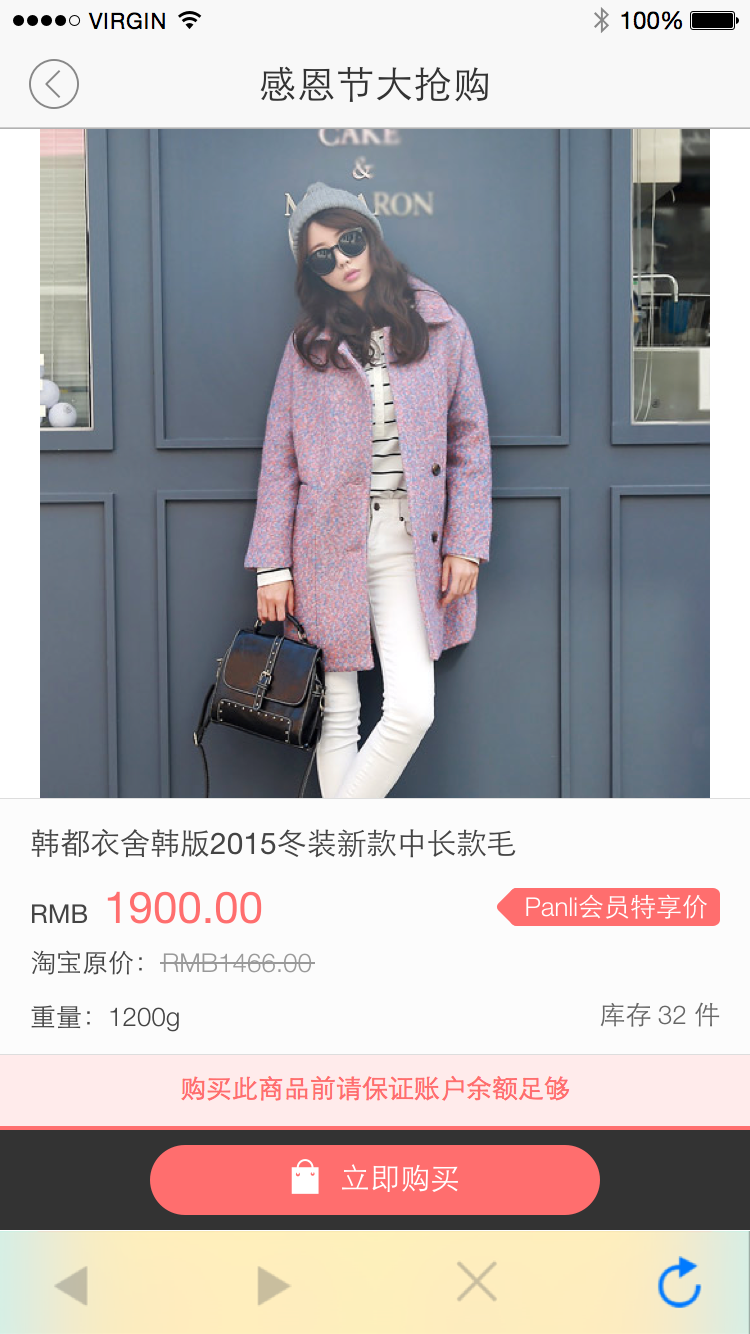 VIRGIN
100%
感恩节大抢购
CAKE
&
韩都衣舍韩版2015冬装新款中长款毛
RMB 1900.00
Panli会员特享价
淘宝原价：RMB1466.00
重量：1200g
库存 32 件
购买此商品前请保证账户余额足够
立即购买